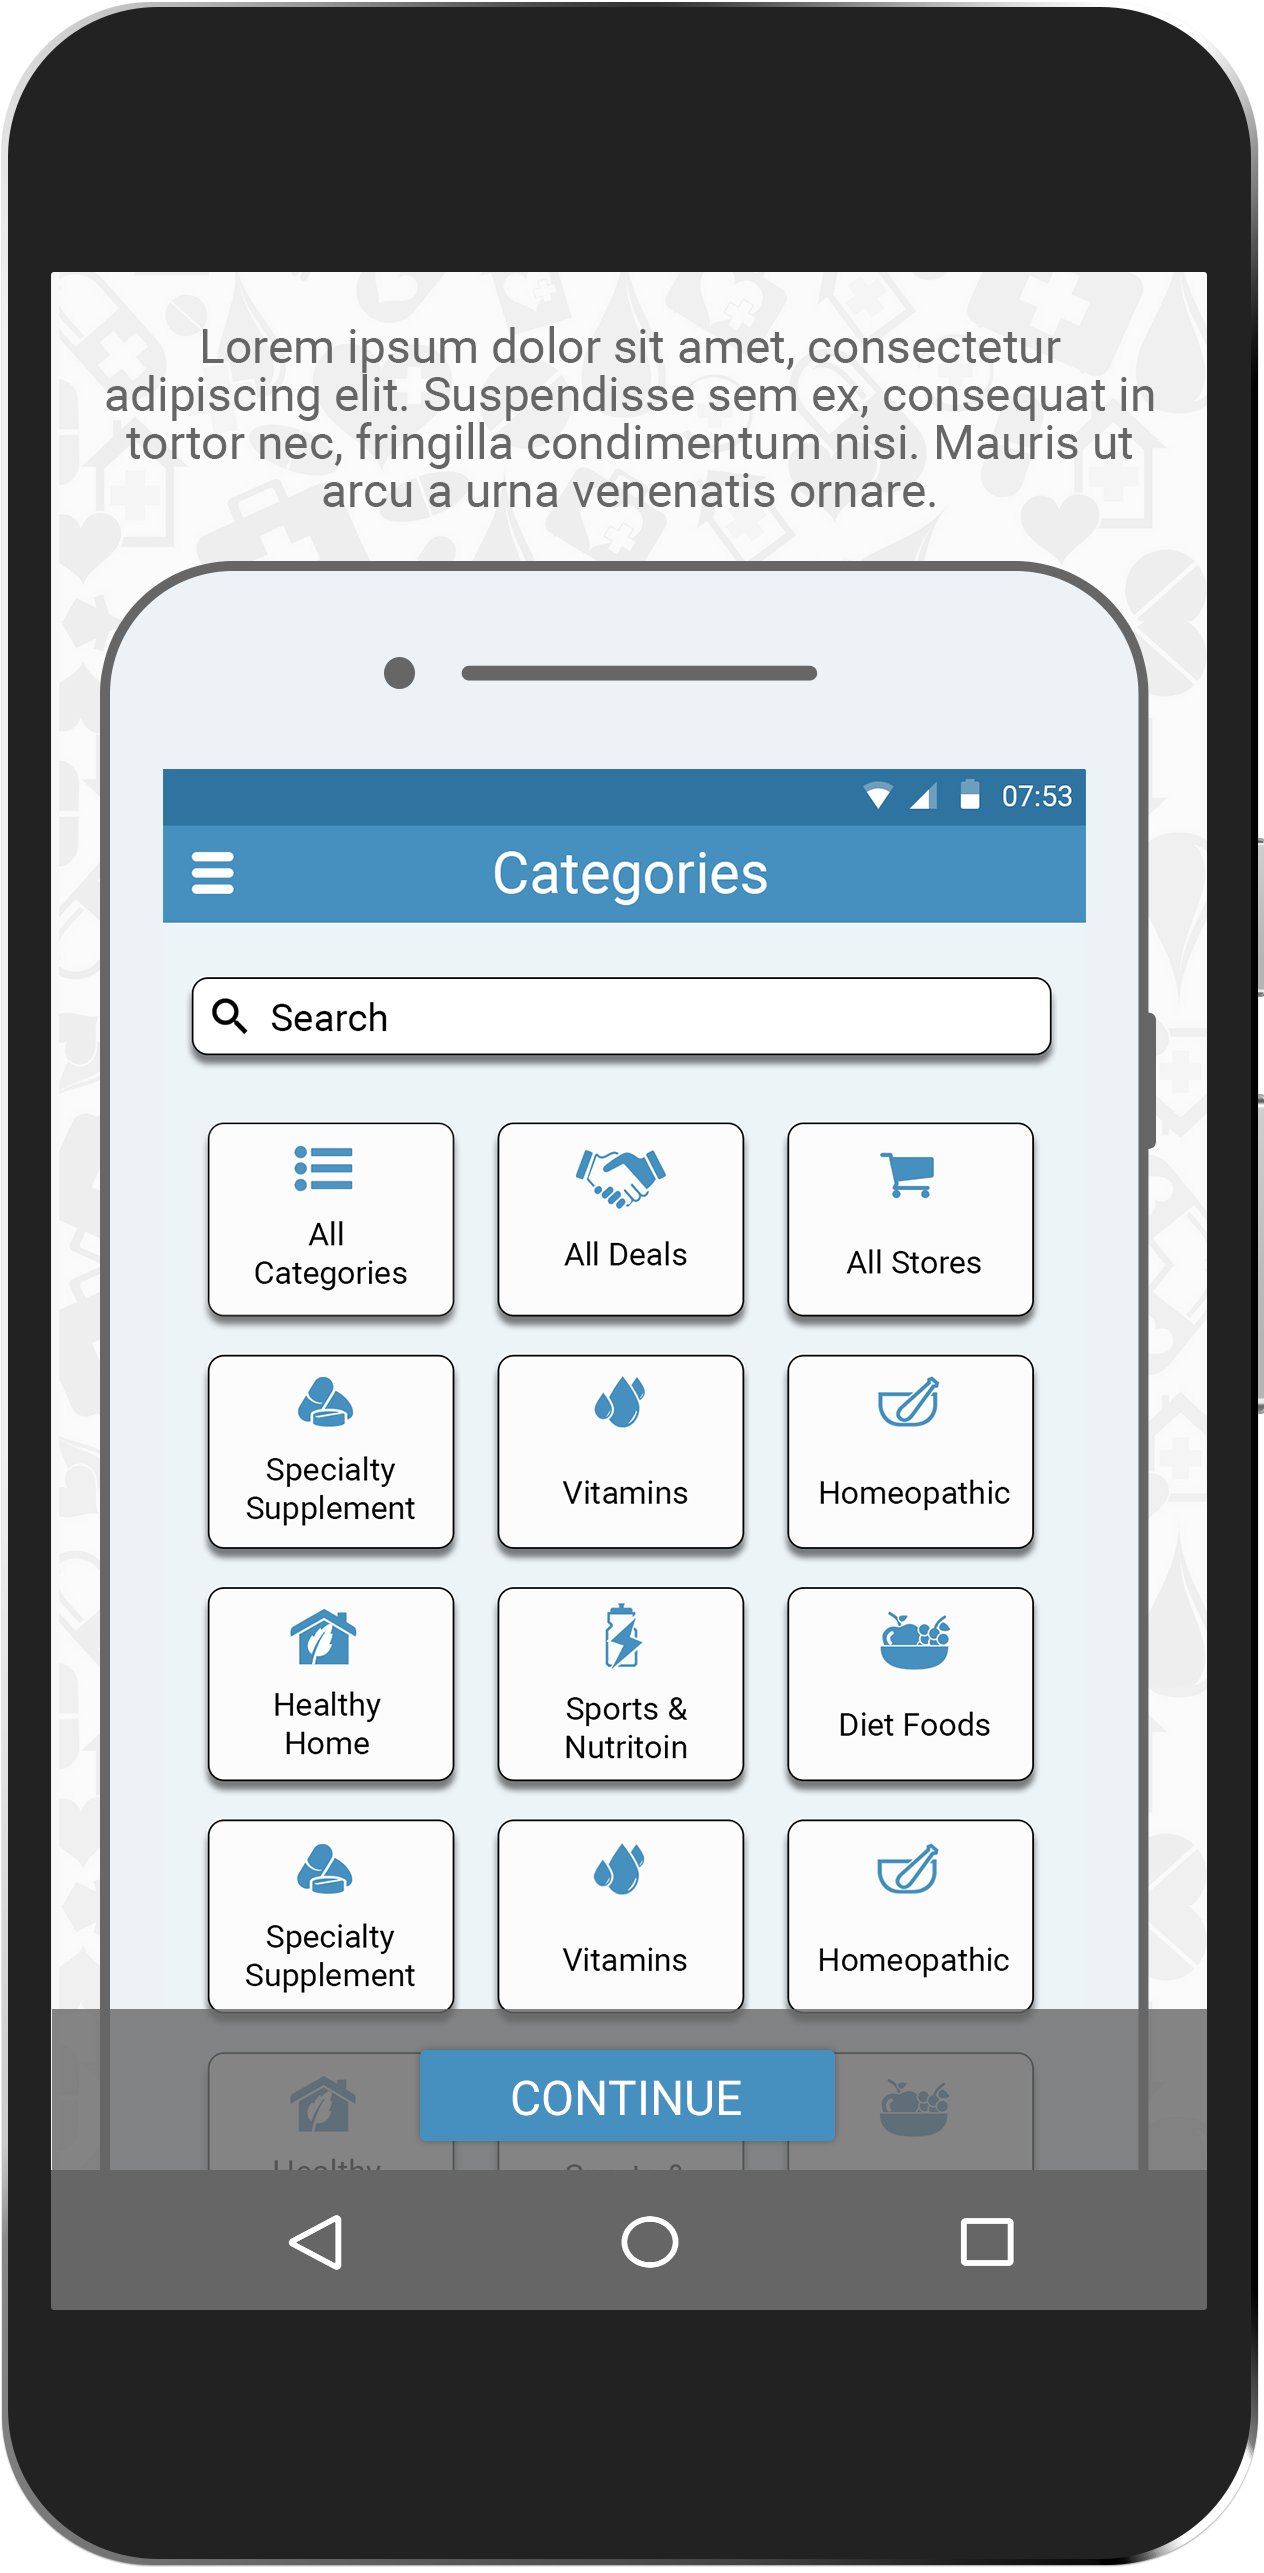 Lorem ipsum dolor sit amet, consectetur
adipiscing elit. Suspendisse sem ex, consequat in
tortor nec, fringilla condimentum nisi. Mauris ut
arcu a urna venenatis ornare.
07:53
Categories
Search
All
Categories
All Deals
All Stores
Specialty
Supplement
Vitamins
Homeopathic
Healthy
Home
Sports &
Nutritoin
Diet Foods
Specialty
Supplement
Vitamins
Homeopathic
CONTINUE
Healthy
Sports &